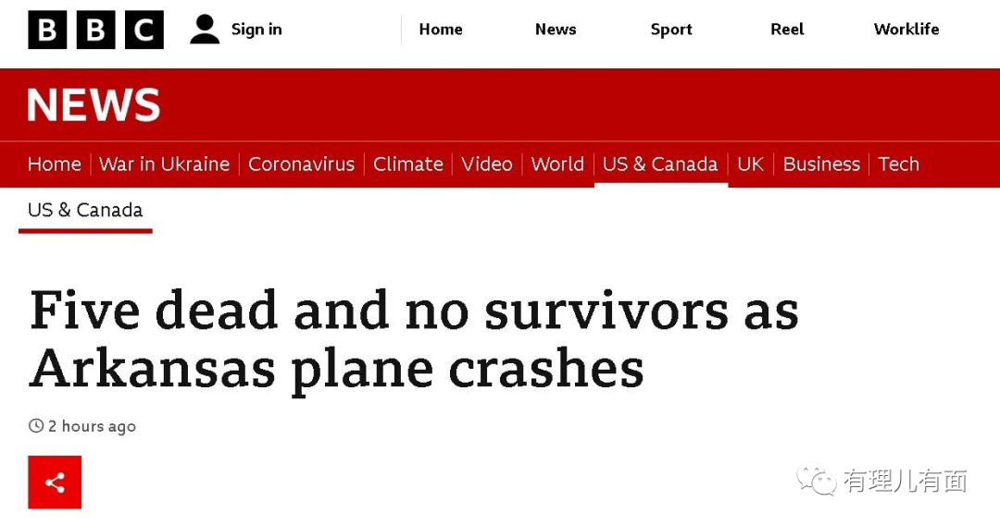 BBC Sign in Home News Sport Reel Worklife
NEWS
Home War in Ukraine Coronavirus Climate Video World US & Canada UK Business Tech
US & Canada
Five dead and no survivors as
Arkansas plane crashes
2 hours ago
有理儿有面